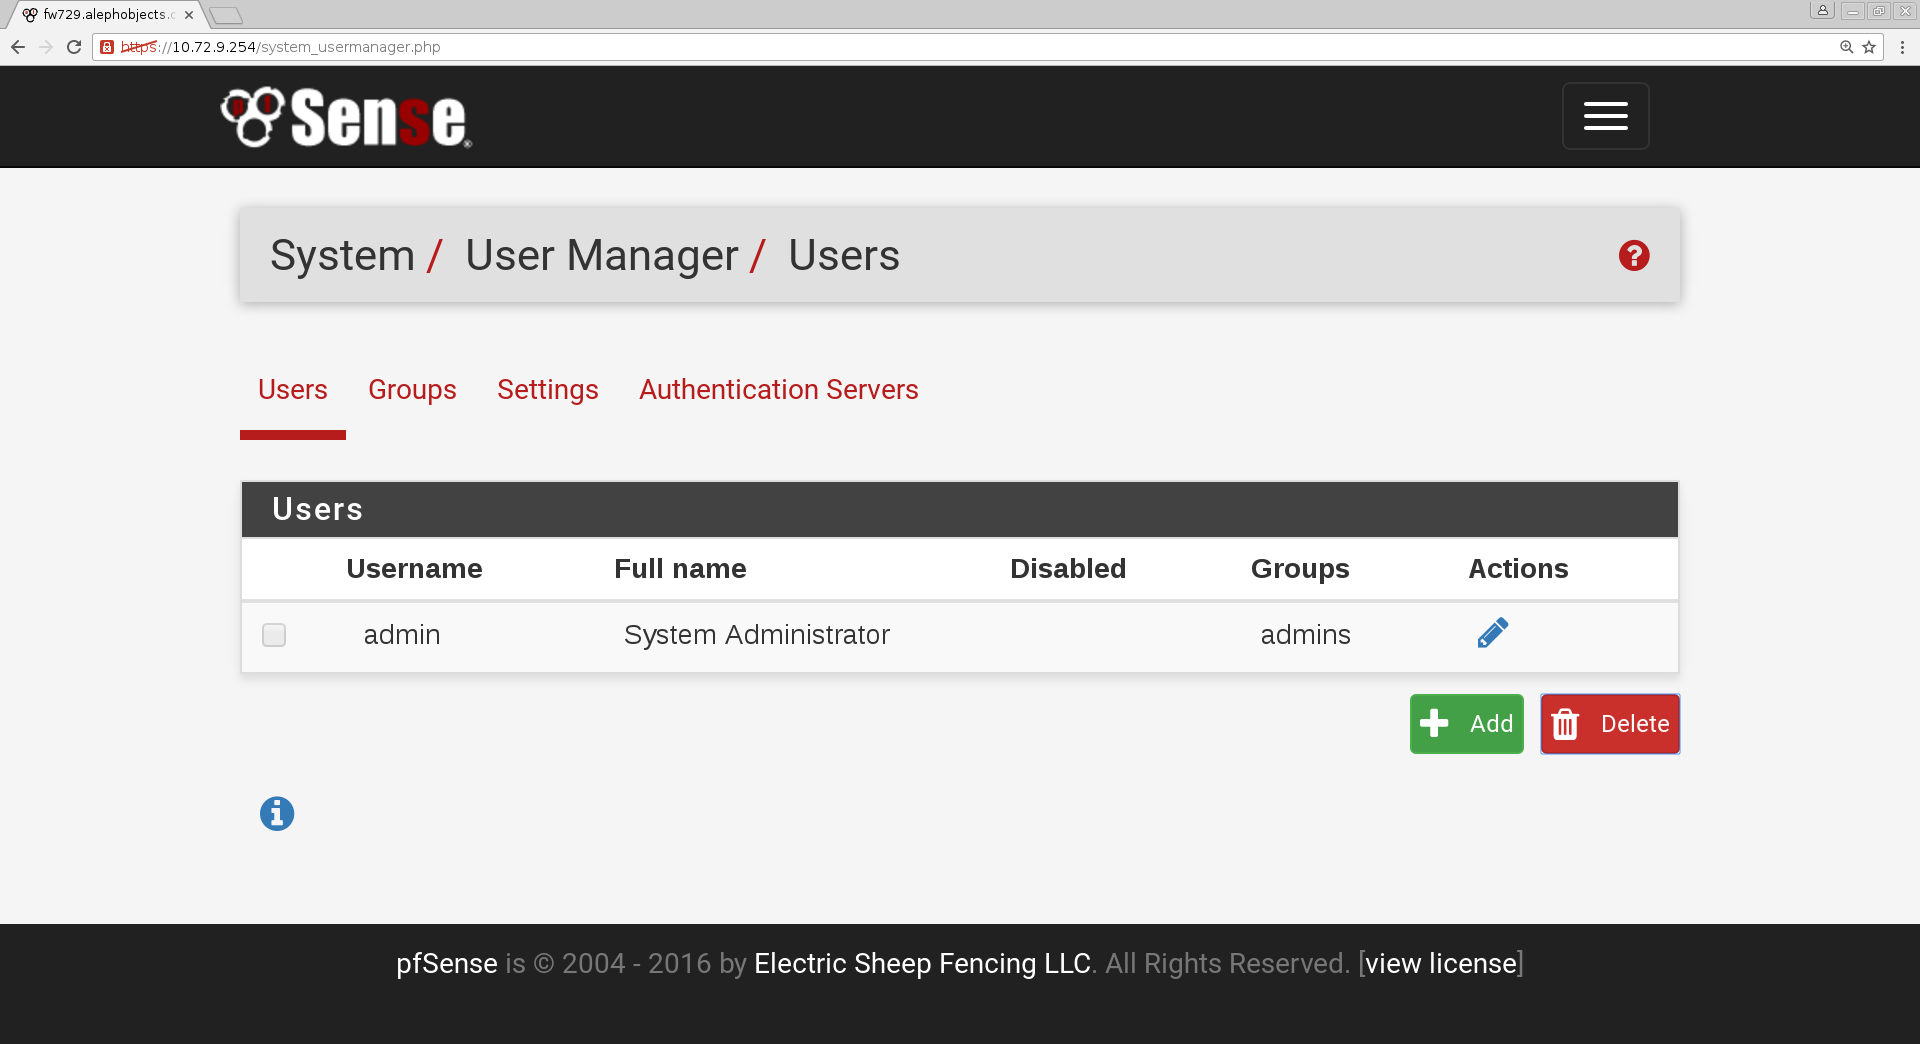 fw729.alephobjects.c
https://10.72.9.254/system_usermanager.php
pfSense®
System / User Manager / Users
Users Groups Settings Authentication Servers
Users
Username Full name Disabled Groups Actions
admin System Administrator admins
Add Delete
pfSense is © 2004 - 2016 by Electric Sheep Fencing LLC. All Rights Reserved. [view license]